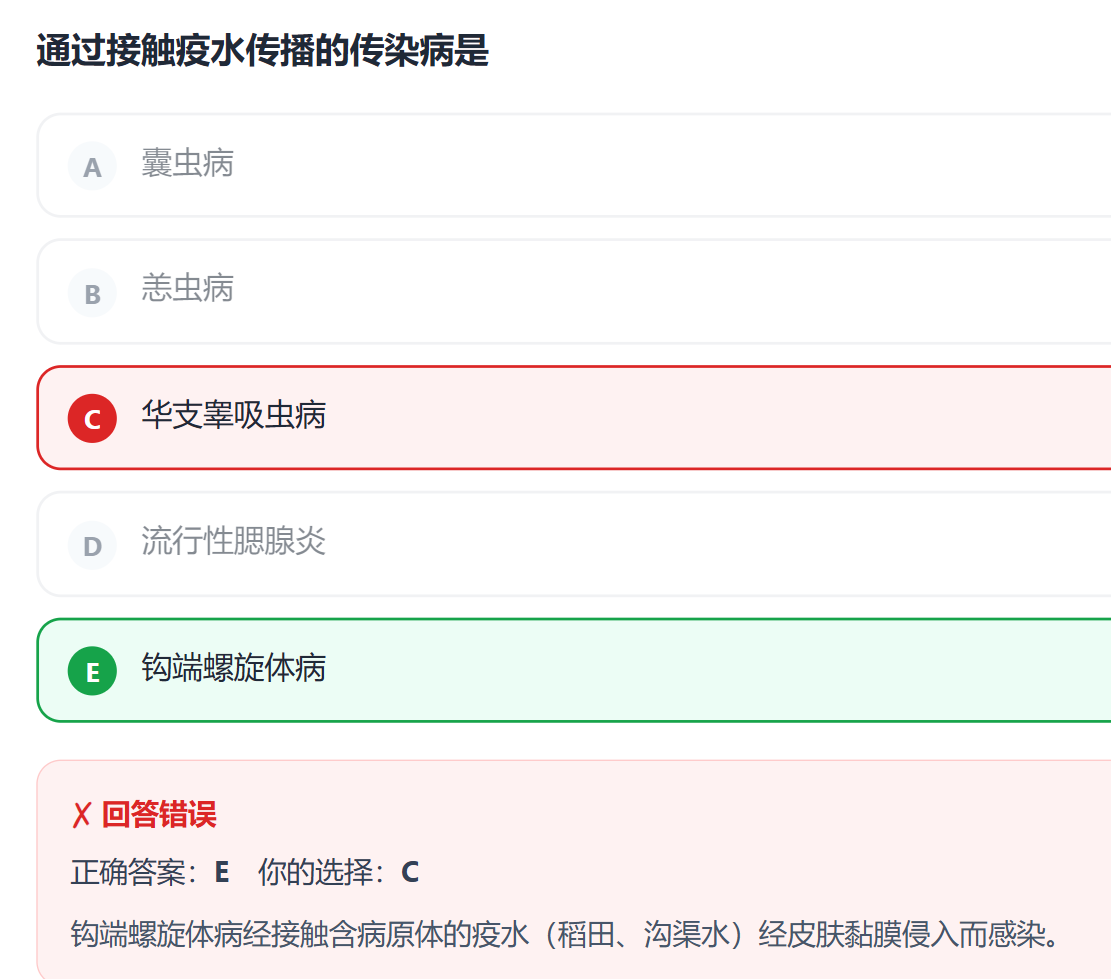 通过接触疫水传播的传染病是
A 囊虫病
B 恙虫病
C 华支睾吸虫病
D 流行性腮腺炎
E 钩端螺旋体病
✗ 回答错误
正确答案：E 你的选择：C
钩端螺旋体病经接触含病原体的疫水（稻田、沟渠水）经皮肤黏膜侵入而感染。